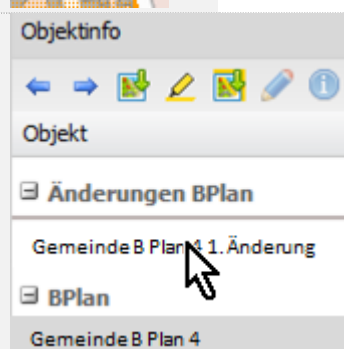 Objektinfo
Objekt
Änderungen BPlan
Gemeinde B Plan 4 1. Änderung
BPlan
Gemeinde B Plan 4